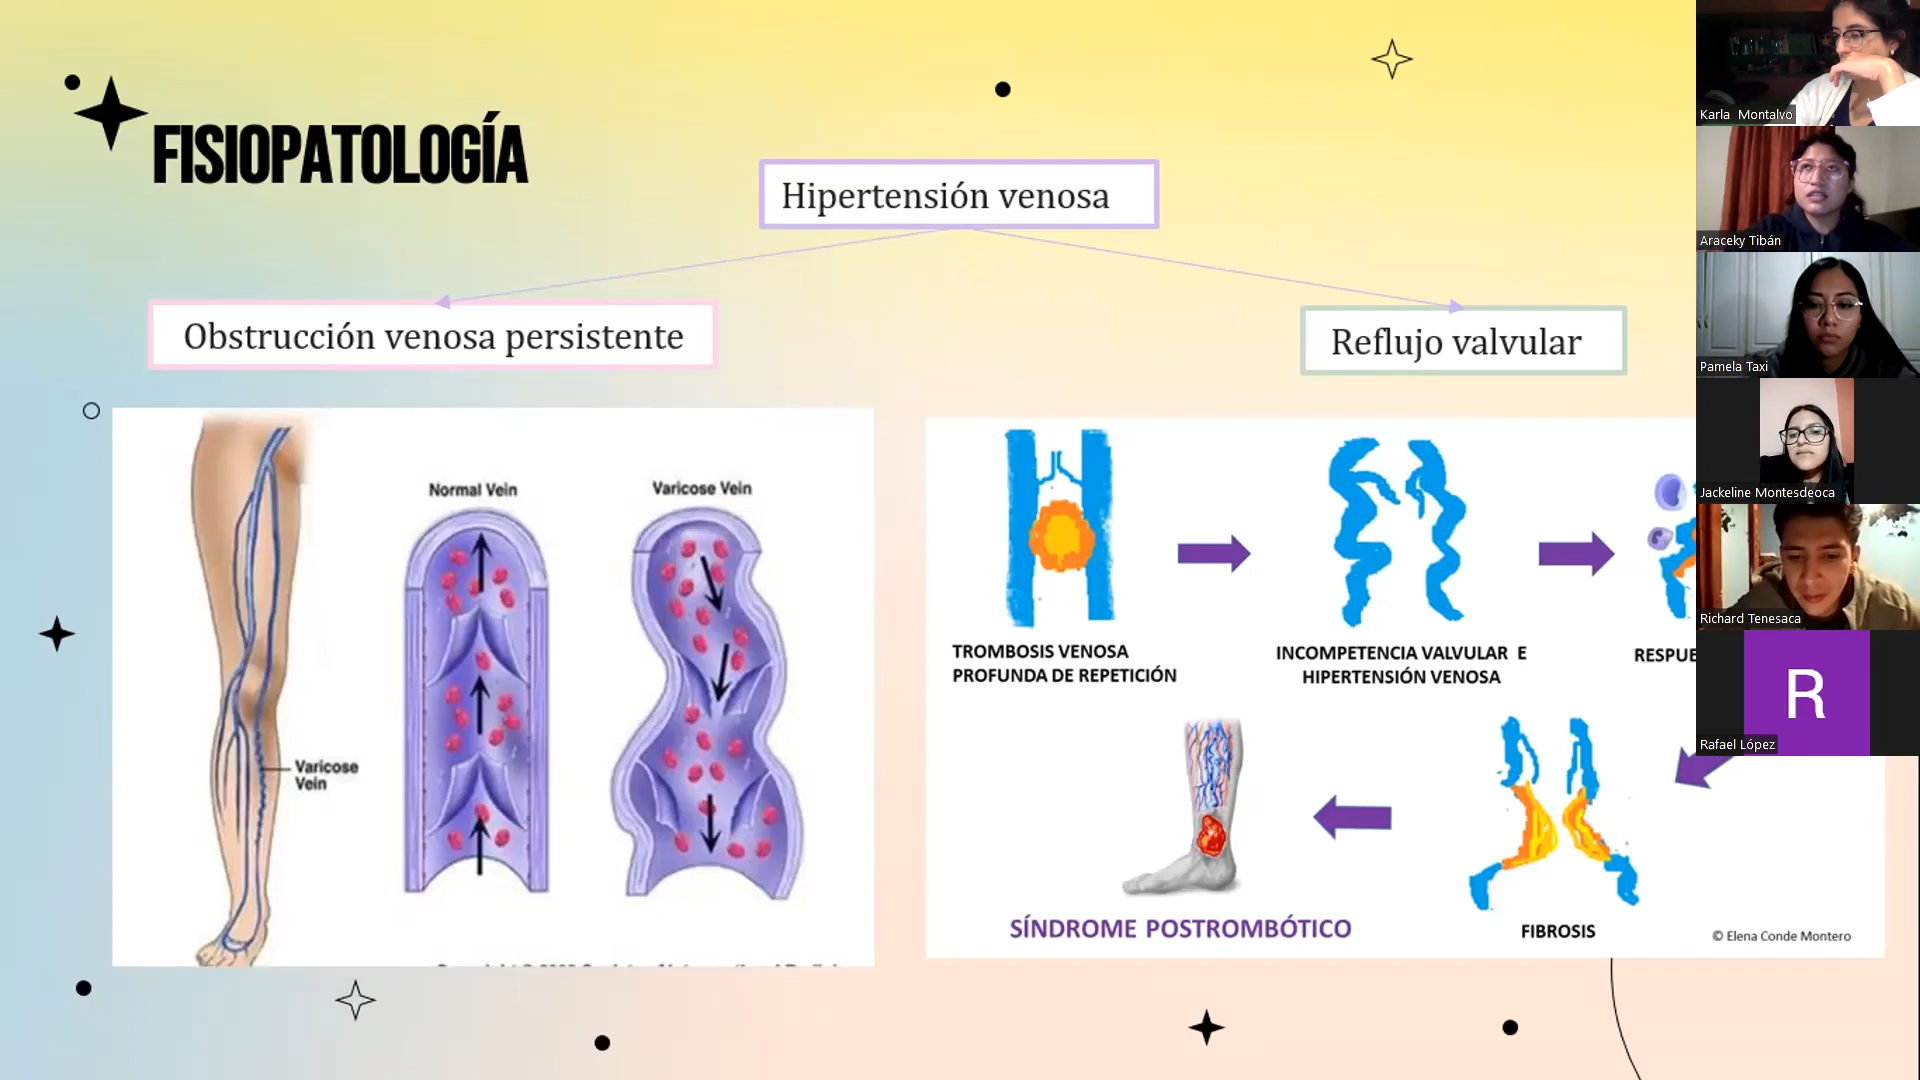 FISIOPATOLOGÍA
Hipertensión venosa
Obstrucción venosa persistente
Reflujo valvular
Normal Vein
Varicose Vein
Varicose
Vein
TROMBOSIS VENOSA
PROFUNDA DE REPETICIÓN
INCOMPETENCIA VALVULAR E
HIPERTENSIÓN VENOSA
RESPUE
SÍNDROME POSTROMBÓTICO
FIBROSIS
© Elena Conde Montero
Karla Montalvo
Araceky Tibán
Pamela Taxi
Jackeline Montesdeoca
Richard Tenesaca
R
Rafael López